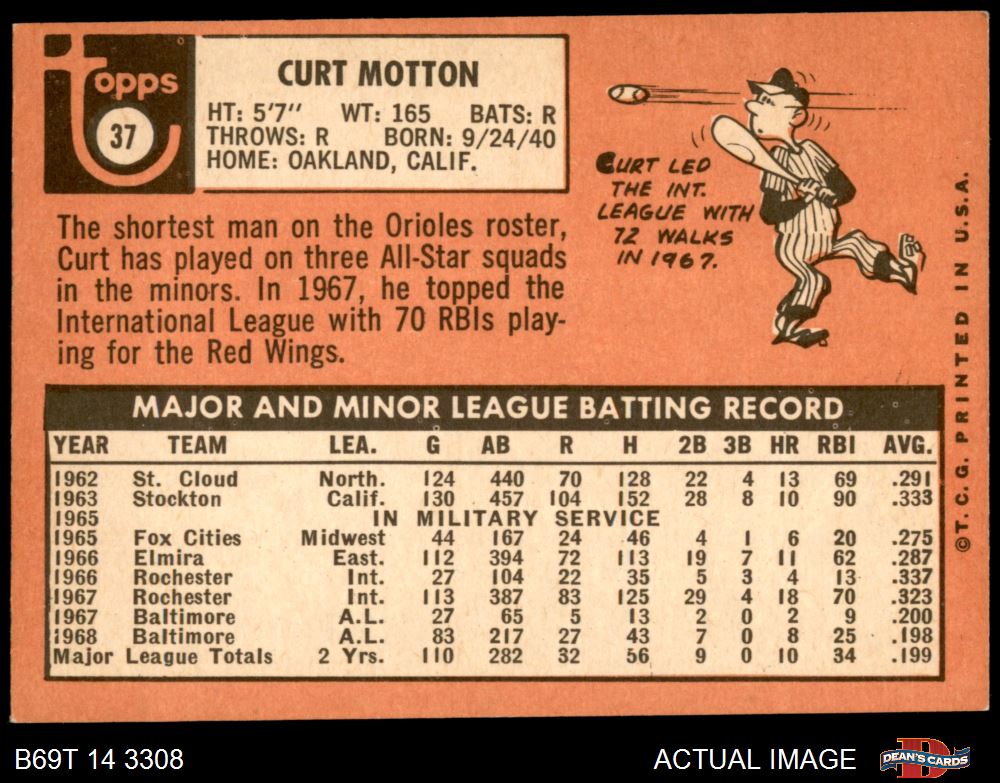 topps
37
CURT MOTTON
HT: 5'7" WT: 165 BATS: R
THROWS: R BORN: 9/24/40
HOME: OAKLAND, CALIF.
The shortest man on the Orioles roster,
Curt has played on three All-Star squads
in the minors. In 1967, he topped the
International League with 70 RBIs play-
ing for the Red Wings.
CURT LED
THE INT.
LEAGUE WITH
72 WALKS
IN 1967.
MAJOR AND MINOR LEAGUE BATTING RECORD
YEAR TEAM LEA. G AB R H 2B 3B HR RBI AVG.
1962 St. Cloud North. 124 440 70 128 22 4 13 69 .291
1963 Stockton Calif. 130 457 104 152 28 8 10 90 .333
1965 IN MILITARY SERVICE
1965 Fox Cities Midwest 44 167 24 46 4 1 6 20 .275
1966 Elmira East. 112 394 72 113 19 7 11 62 .287
1966 Rochester Int. 27 104 22 35 5 3 4 13 .337
1967 Rochester Int. 113 387 83 125 29 4 18 70 .323
1967 Baltimore A.L. 27 65 5 13 2 0 2 9 .200
1968 Baltimore A.L. 83 217 27 43 7 0 8 25 .198
Major League Totals 2 Yrs. 110 282 32 56 9 0 10 34 .199
©T.C.G. PRINTED IN U.S.A.
B69T 14 3308
ACTUAL IMAGE
D
DEAN'S CARDS